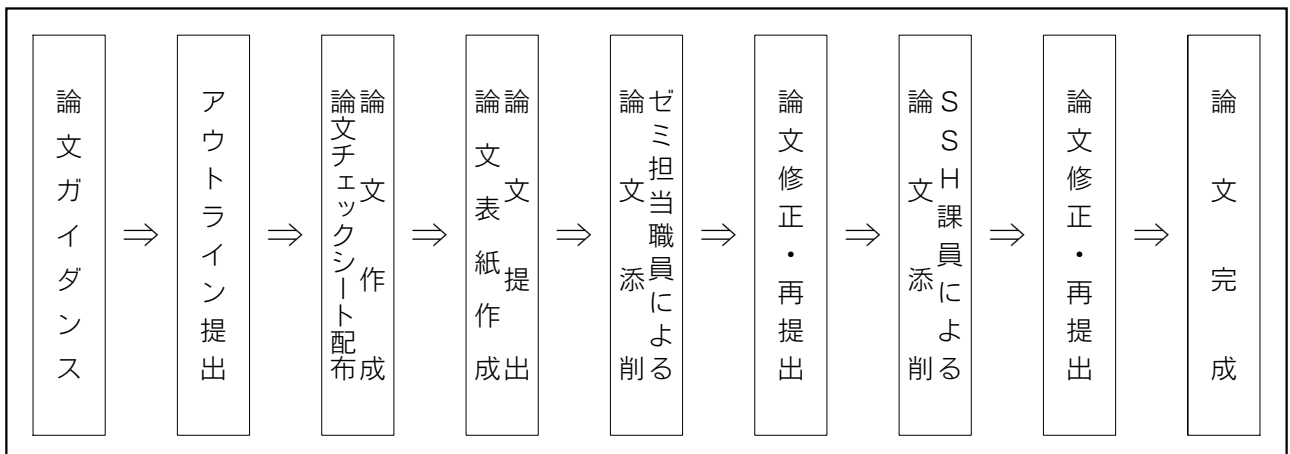 論文ガイダンス
⇒
アウトライン提出
⇒
論文作成
論文チェックシート配布
⇒
論文提出
論文表紙作成
⇒
ゼミ担当職員による
論文添削
⇒
論文修正・再提出
⇒
ＳＳＨ課員による
論文添削
⇒
論文修正・再提出
⇒
論文完成